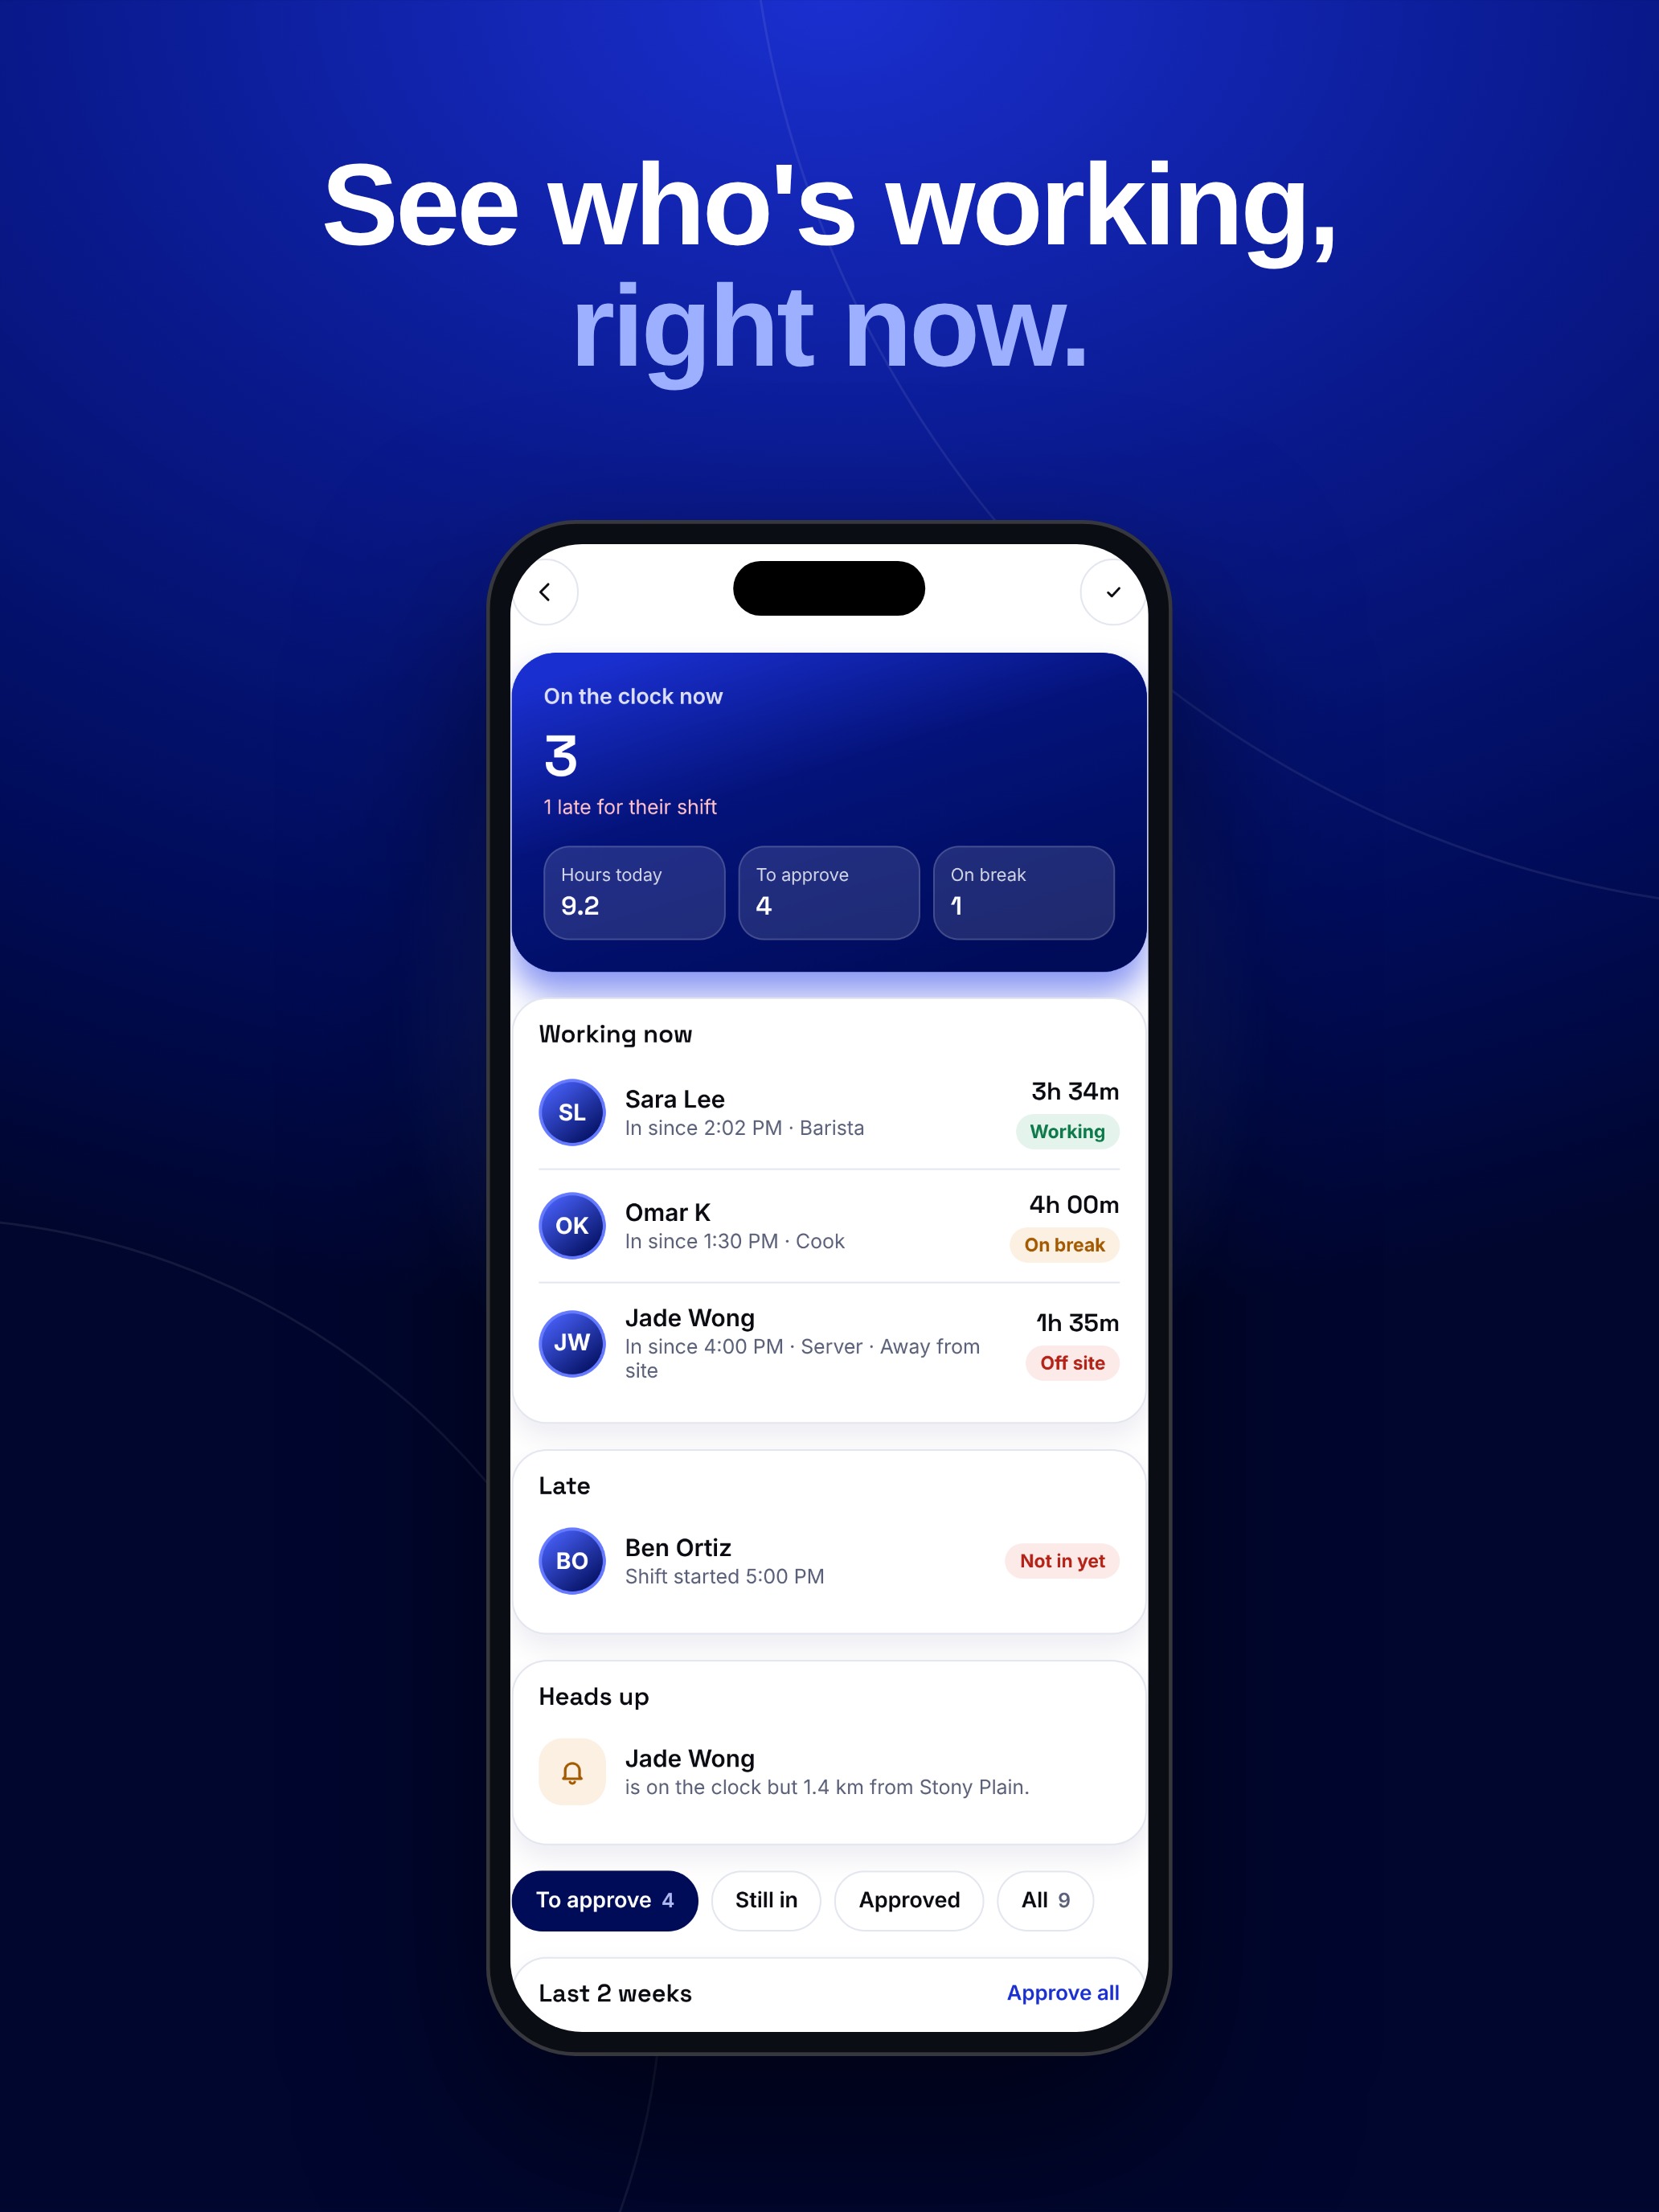 See who's working,
right now.
On the clock now
3
1 late for their shift
Hours today
9.2
To approve
4
On break
1
Working now
SL
Sara Lee
In since 2:02 PM · Barista
3h 34m
Working
OK
Omar K
In since 1:30 PM · Cook
4h 00m
On break
JW
Jade Wong
In since 4:00 PM · Server · Away from
site
1h 35m
Off site
Late
BO
Ben Ortiz
Shift started 5:00 PM
Not in yet
Heads up
Jade Wong
is on the clock but 1.4 km from Stony Plain.
To approve 4
Still in
Approved
All 9
Last 2 weeks
Approve all